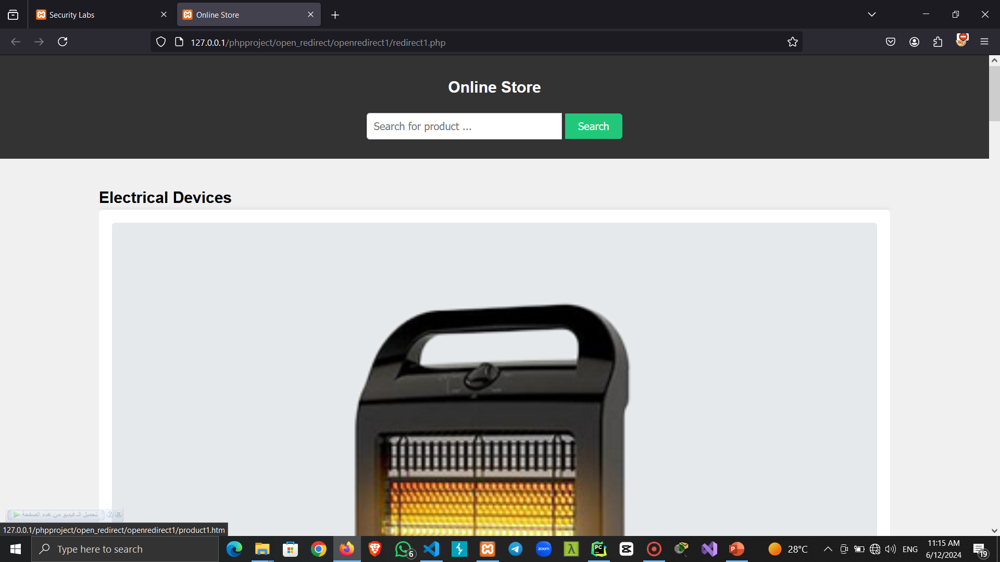 Security Labs
Online Store
127.0.0.1/phpproject/open_redirect/openredirect1/redirect1.php
Online Store
Search for product ...
Search
Electrical Devices
تحميل الـ فيديو من هذه الصفحة
?
127.0.0.1/phpproject/open_redirect/openredirect1/product1.htm
Type here to search
6
zoom
PC
P
28°C
ENG
11:15 AM
6/12/2024
19